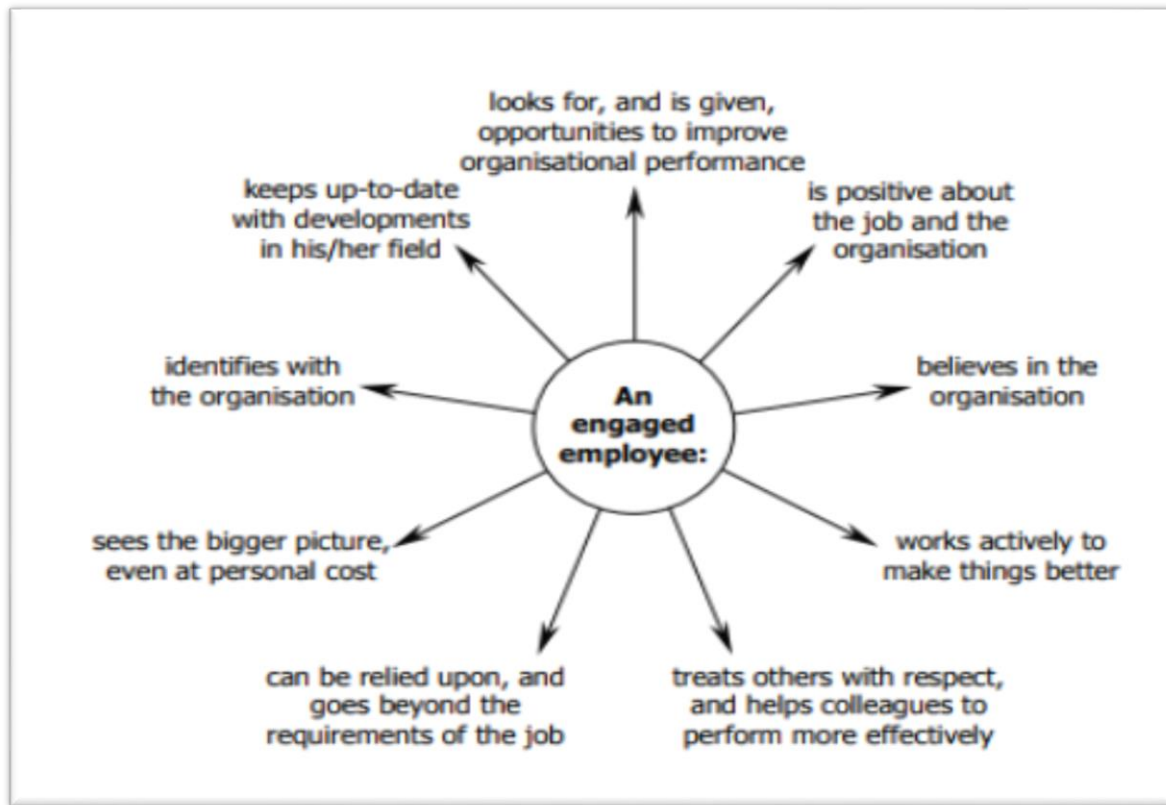 looks for, and is given,
opportunities to improve
organisational performance
keeps up-to-date
with developments
in his/her field
is positive about
the job and the
organisation
identifies with
the organisation
believes in the
organisation
An
engaged
employee:
sees the bigger picture,
even at personal cost
works actively to
make things better
can be relied upon, and
goes beyond the
requirements of the job
treats others with respect,
and helps colleagues to
perform more effectively